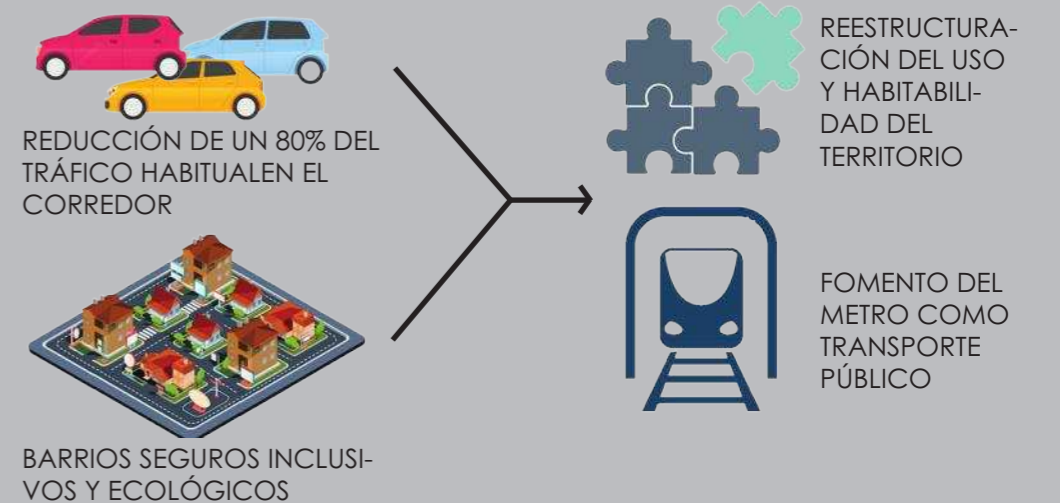 REDUCCIÓN DE UN 80% DEL
TRÁFICO HABITUALEN EL
CORREDOR
BARRIOS SEGUROS INCLUSI-
VOS Y ECOLÓGICOS
REESTRUCTURA-
CIÓN DEL USO
Y HABITABILI-
DAD DEL
TERRITORIO
FOMENTO DEL
METRO COMO
TRANSPORTE
PÚBLICO